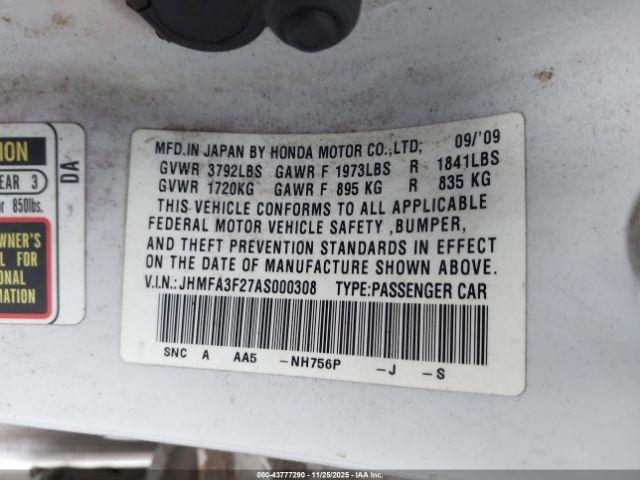 MFD.IN JAPAN BY HONDA MOTOR CO.,LTD; 09/'09
GVWR 3792LBS GAWR F 1973LBS R 1841LBS
GVWR 1720KG GAWR F 895 KG R 835 KG
THIS VEHICLE CONFORMS TO ALL APPLICABLE
FEDERAL MOTOR VEHICLE SAFETY ,BUMPER,
AND THEFT PREVENTION STANDARDS IN EFFECT
ON THE DATE OF MANUFACTURE SHOWN ABOVE.
V.I.N.:JHMFA3F27AS000308 TYPE:PASSENGER CAR
SNC A AA5 -NH756P -J -S
ION
EAR 3
r 850lbs.
WNER'S
L FOR
ONAL
MATION
DA
© IAA - 43777290 - 11/25/2025 - IAAI.COM